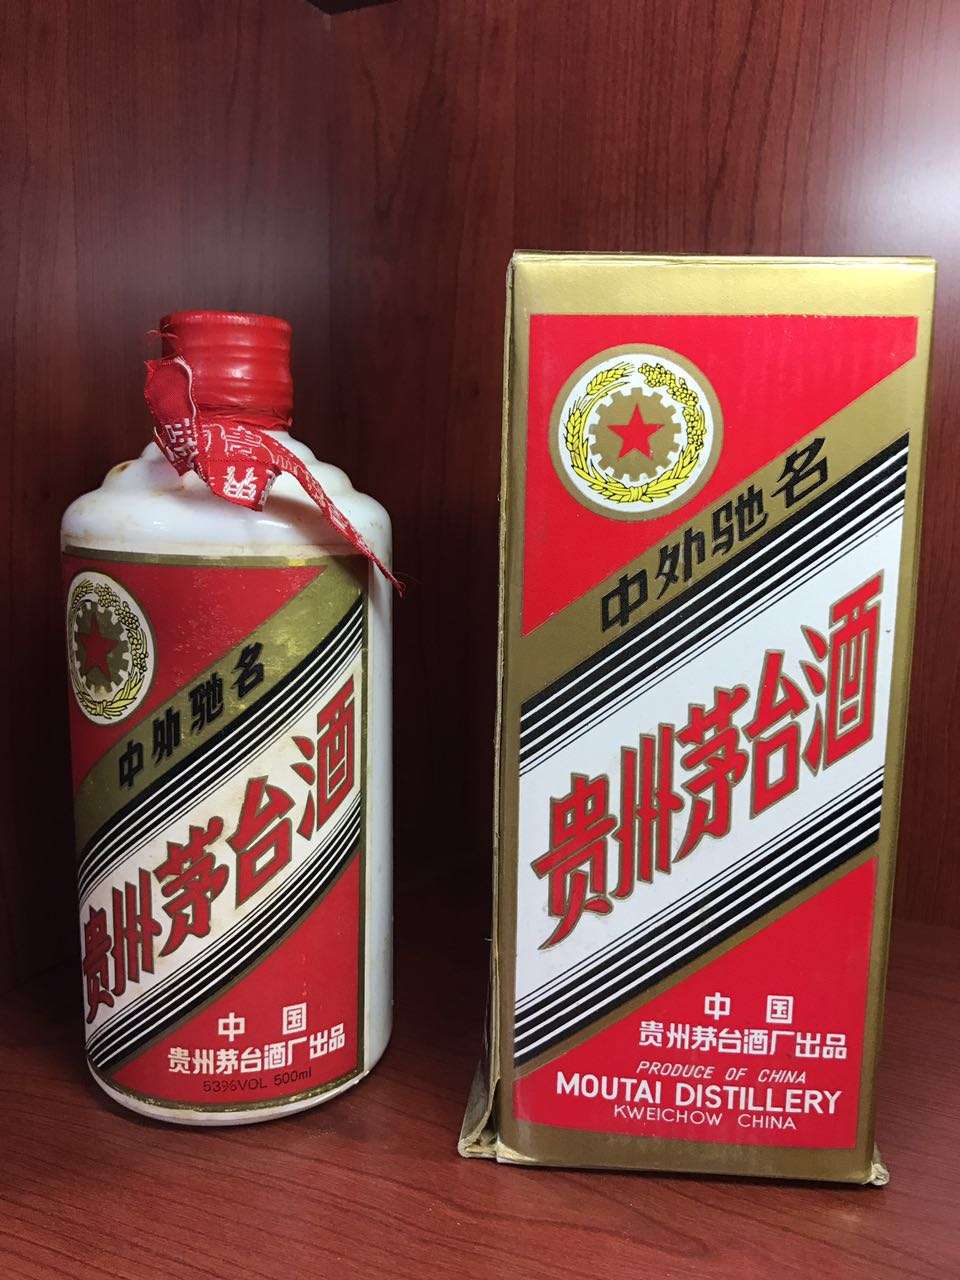 中外驰名
贵州茅台酒
中国
贵州茅台酒厂出品
53%VOL 500ml
中外驰名
贵州茅台酒
中国
贵州茅台酒厂出品
PRODUCE OF CHINA
MOUTAI DISTILLERY
KWEICHOW CHINA